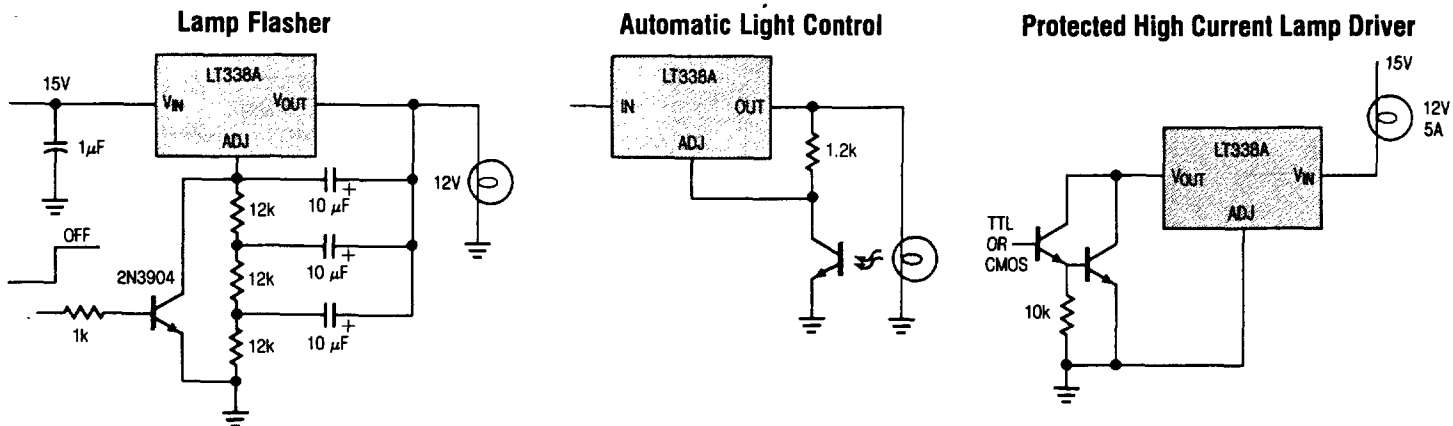 Lamp Flasher
15V
LT338A
VIN
VOUT
ADJ
1μF
12V
12k
10 μF
+
OFF
12k
10 μF
+
2N3904
1k
12k
10 μF
+
Automatic Light Control
LT338A
IN
OUT
ADJ
1.2k
Protected High Current Lamp Driver
15V
12V
5A
LT338A
VOUT
VIN
ADJ
TTL
OR
CMOS
10k